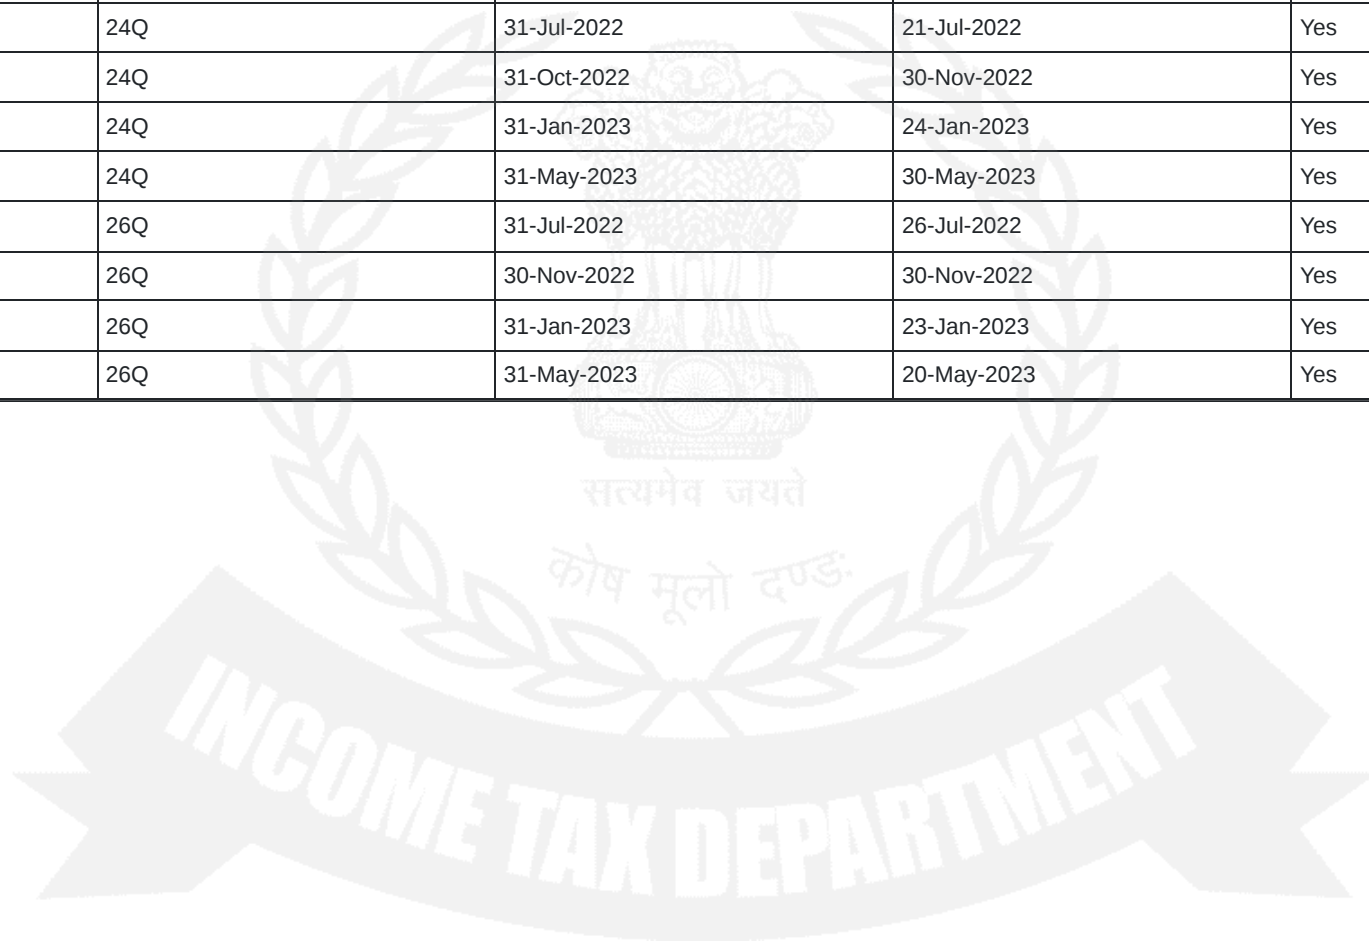 24Q 31-Jul-2022 21-Jul-2022 Yes
24Q 31-Oct-2022 30-Nov-2022 Yes
24Q 31-Jan-2023 24-Jan-2023 Yes
24Q 31-May-2023 30-May-2023 Yes
26Q 31-Jul-2022 26-Jul-2022 Yes
26Q 30-Nov-2022 30-Nov-2022 Yes
26Q 31-Jan-2023 23-Jan-2023 Yes
26Q 31-May-2023 20-May-2023 Yes
सत्यमेव जयते
कोष मूलो दण्डः
INCOME TAX DEPARTMENT